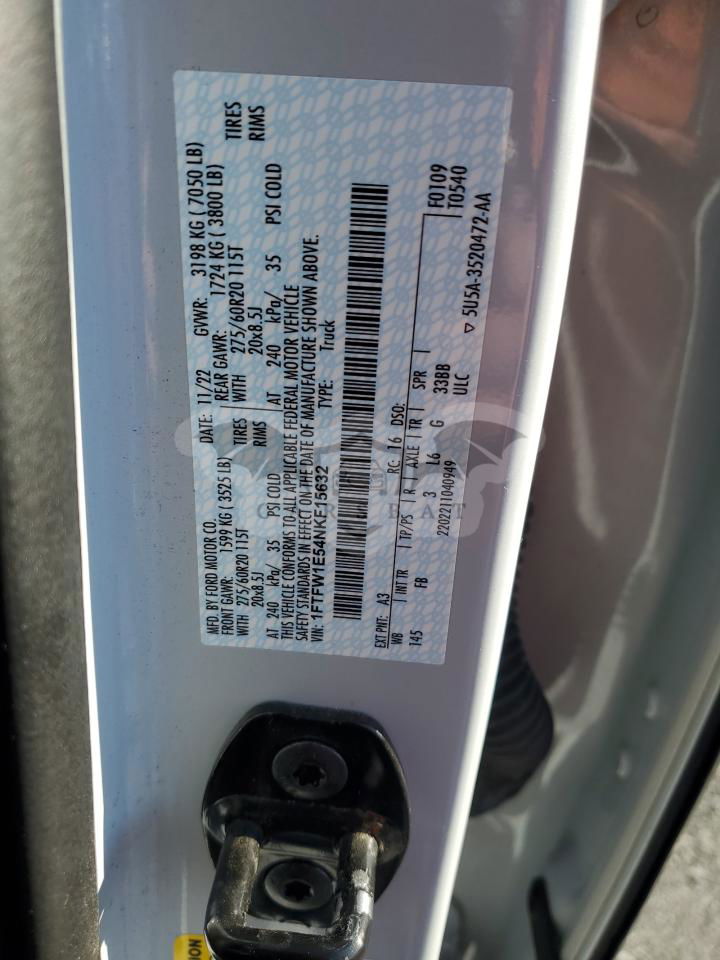 MFD. BY FORD MOTOR CO. DATE: 11/22 GVWR: 3198 KG ( 7050 LB)
FRONT GAWR: 1599 KG ( 3525 LB) REAR GAWR: 1724 KG ( 3800 LB)
WITH 275/60R20 115T TIRES WITH 275/60R20 115T TIRES
20x8.5J RIMS 20x8.5J RIMS
AT 240 kPa/ 35 PSI COLD AT 240 kPa/ 35 PSI COLD
THIS VEHICLE CONFORMS TO ALL APPLICABLE FEDERAL MOTOR VEHICLE
SAFETY STANDARDS IN EFFECT ON THE DATE OF MANUFACTURE SHOWN ABOVE.
VIN: 1FTFW1E54NKF15632 TYPE: Truck
EXT PNT: A3 RC: 16 DSO: F0109
WB INT TR TP/PS R AXLE TR SPR T0540
145 FB 3 L6 G 33BB
2202211040949 ULC ▽ 5U5A-3520472-AA
CARBAT
ION